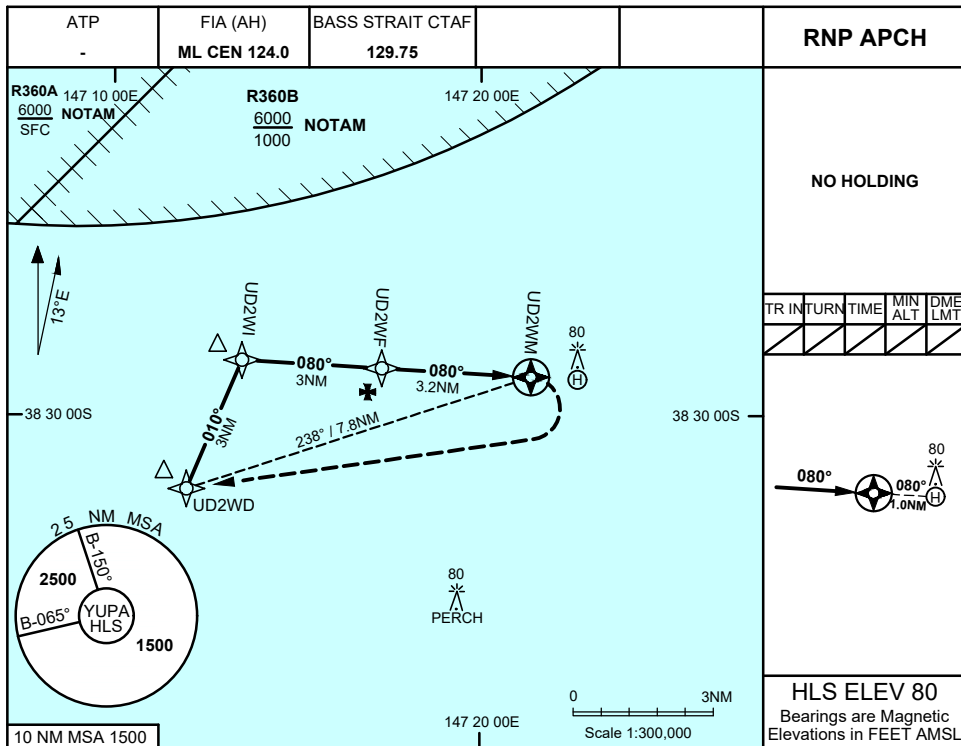 ATP
-
FIA (AH)
ML CEN 124.0
BASS STRAIT CTAF
129.75
RNP APCH
R360A
6000
SFC
NOTAM
147 10 00E
R360B
6000
1000
NOTAM
147 20 00E
NO HOLDING
13°E
TR IN
TURN
TIME
MIN ALT
DME LMT
UD2WI
UD2WF
UD2WM
80
H
080°
3NM
080°
3.2NM
010°
3NM
238° / 7.8NM
38 30 00S
38 30 00S
UD2WD
080°
080°
1.0NM
80
H
25 NM MSA
B-150°
2500
B-065°
YUPA
HLS
1500
80
PERCH
0
3NM
Scale 1:300,000
147 20 00E
10 NM MSA 1500
HLS ELEV 80
Bearings are Magnetic
Elevations in FEET AMSL